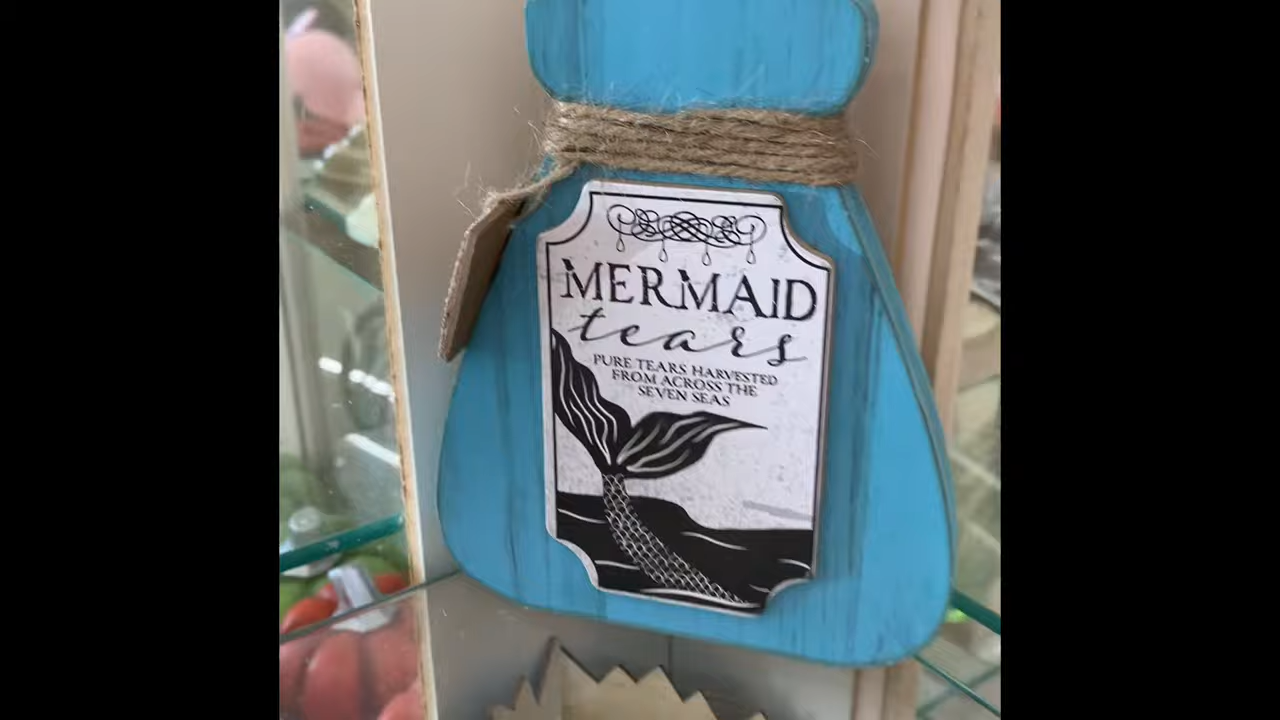 MERMAID
tears
PURE TEARS HARVESTED
FROM ACROSS THE
SEVEN SEAS